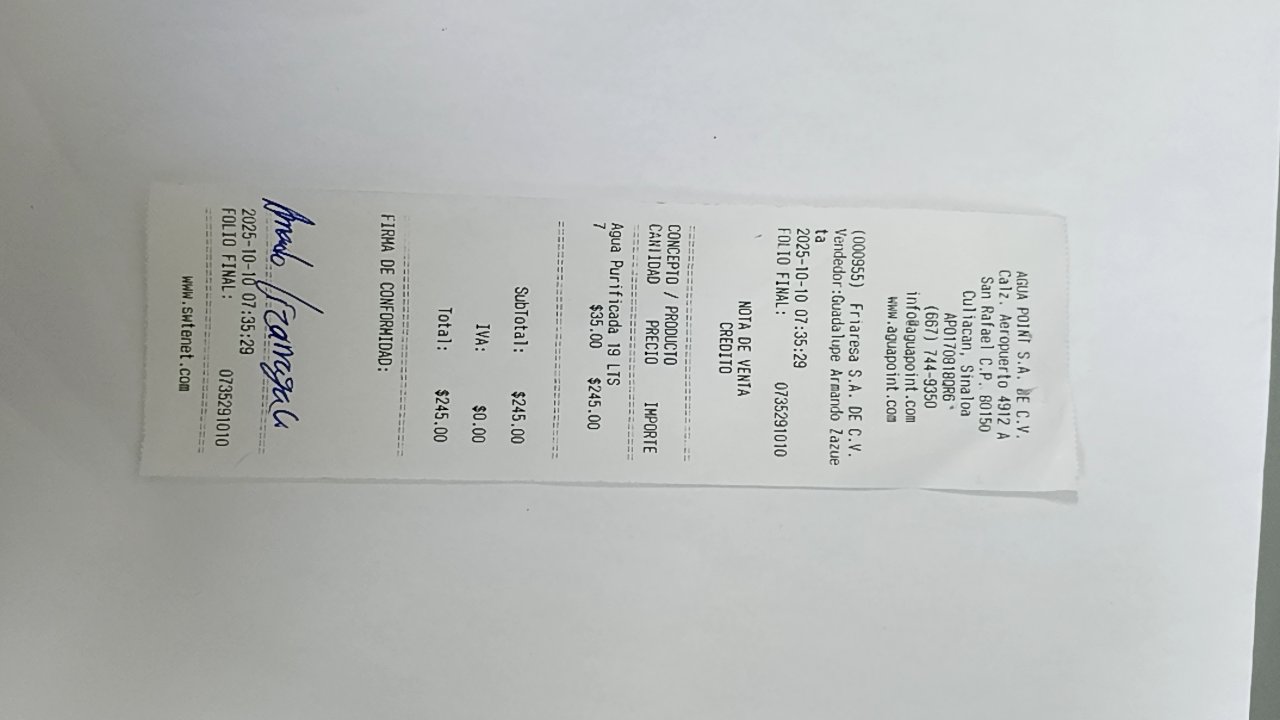 AGUA POINT S.A. DE C.V.
Calz. Aeropuerto 4912 A
San Rafael C.P. 80150
Culiacan, Sinaloa
APO170818QR6
(667) 744-9350
info@aguapoint.com
www.aguapoint.com
(000955) Friaresa S.A. DE C.V.
Vendedor:Guadalupe Armando Zazue
ta
2025-10-10 07:35:29
FOLIO FINAL: 0735291010
NOTA DE VENTA
CREDITO
CONCEPTO / PRODUCTO
CANTIDAD PRECIO IMPORTE
Agua Purificada 19 LTS
7 $35.00 $245.00
SubTotal: $245.00
IVA: $0.00
Total: $245.00
FIRMA DE CONFORMIDAD:
2025-10-10 07:35:29
FOLIO FINAL: 0735291010
www.swtenet.com